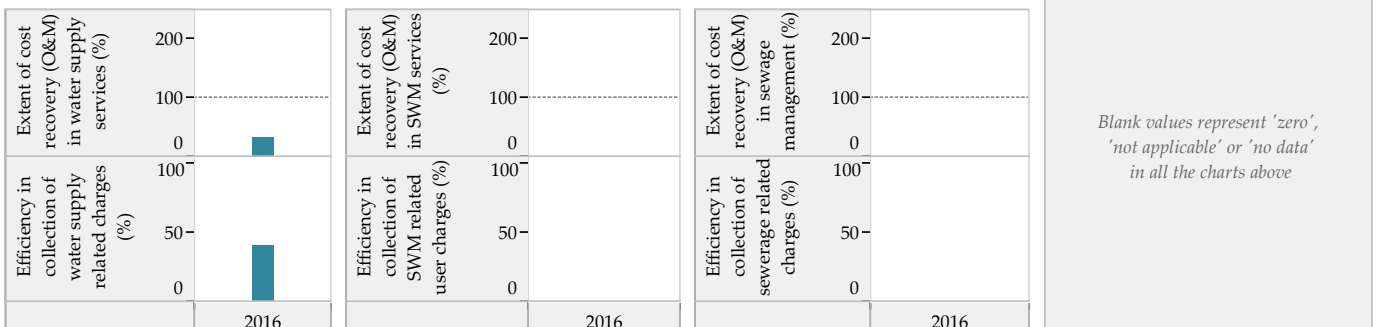 Extent of cost
recovery (O&M)
in water supply
services (%)
200
100
0
Efficiency in
collection of
water supply
related charges
(%)
100
50
0
2016
Extent of cost
recovery (O&M)
in SWM services
(%)
200
100
0
Efficiency in
collection of
SWM related
user charges (%)
100
50
0
2016
Extent of cost
recovery (O&M)
in sewage
management (%)
200
100
0
Efficiency in
collection of
sewerage related
charges (%)
100
50
0
2016
Blank values represent 'zero',
'not applicable' or 'no data'
in all the charts above